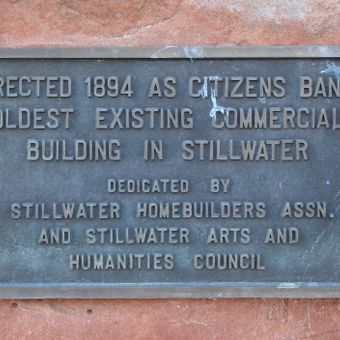 RECTED 1894 AS CITIZENS BAN
OLDEST EXISTING COMMERCIAL
BUILDING IN STILLWATER
DEDICATED BY
STILLWATER HOMEBUILDERS ASSN.
AND STILLWATER ARTS AND
HUMANITIES COUNCIL